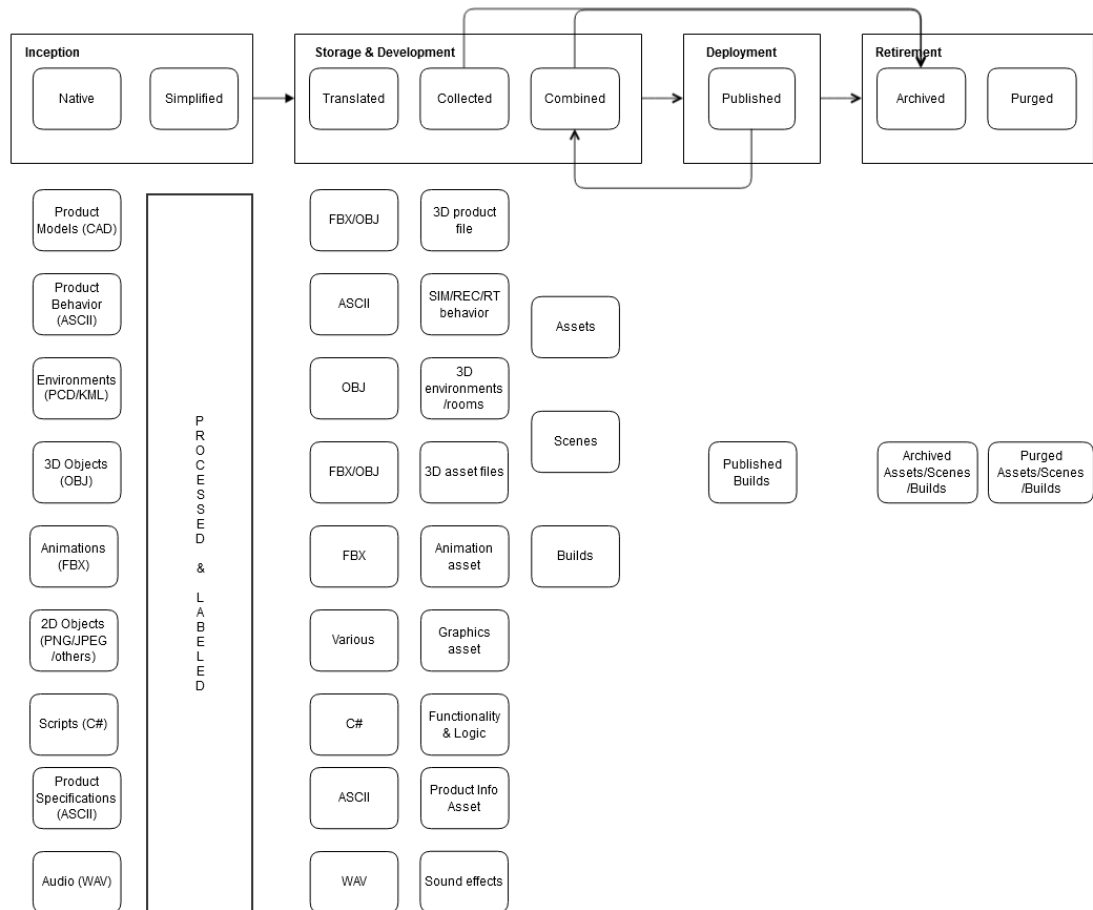 Inception
Storage & Development
Deployment
Retirement
Native
Simplified
Translated
Collected
Combined
Published
Archived
Purged
Product
Models (CAD)
FBX/OBJ
3D product
file
Product
Behavior
(ASCII)
ASCII
SIM/REC/RT
behavior
Assets
Environments
(PCD/KML)
OBJ
3D
environments
/rooms
Scenes
3D Objects
(OBJ)
FBX/OBJ
3D asset files
Published
Builds
Archived
Assets/Scenes
/Builds
Purged
Assets/Scenes
/Builds
Animations
(FBX)
FBX
Animation
asset
Builds
2D Objects
(PNG/JPEG
/others)
Various
Graphics
asset
Scripts (C#)
C#
Functionality
& Logic
Product
Specifications
(ASCII)
ASCII
Product Info
Asset
Audio (WAV)
WAV
Sound effects
PROCESSED & LABELED